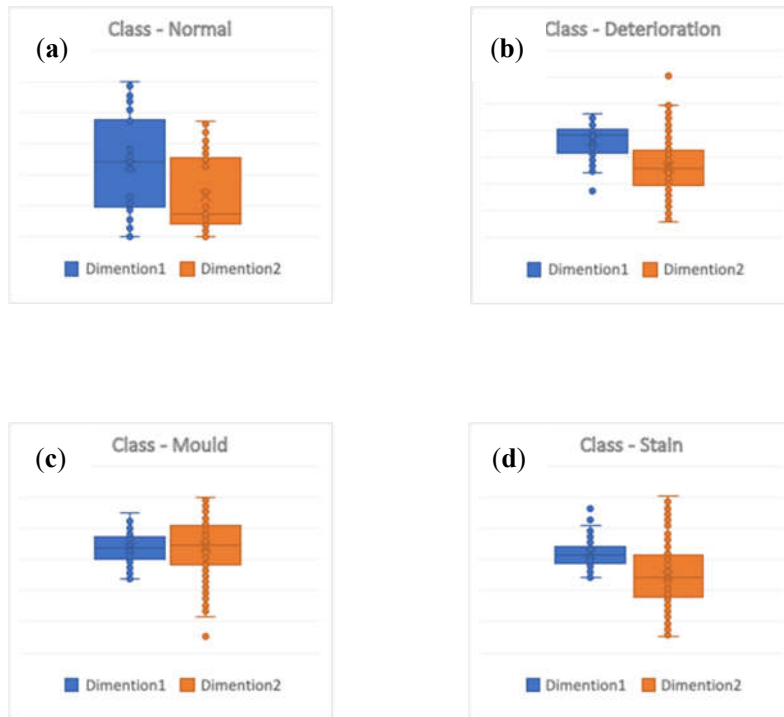 (a)
Class - Normal
Dimention1 Dimention2
(b)
Class - Deterioration
Dimention1 Dimention2
(c)
Class - Mould
Dimention1 Dimention2
(d)
Class - Stain
Dimention1 Dimention2